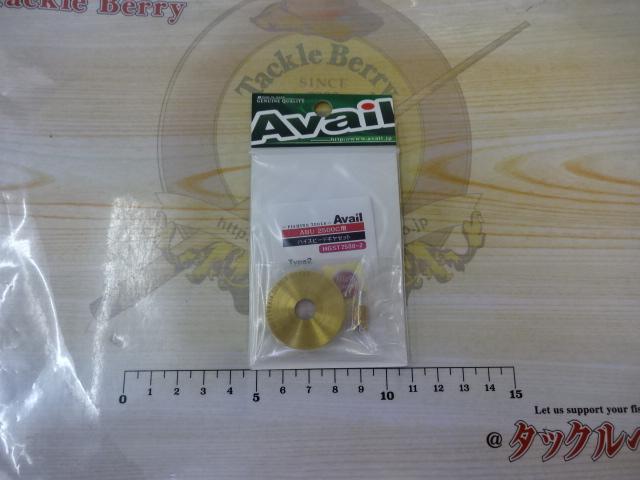 Tackle Berry
Tackle Berry
SINCE
GENUINE QUALITY
Avail
http://www.avail.jp
FISHING TOOLS Avail
ABU 2500C用
ハイスピードギヤセット
HGST2500-2
Type2
0 1 2 3 4 5 6 7 8 9 10 11 12 13 14 15
Let us support your fis
@タックルベ